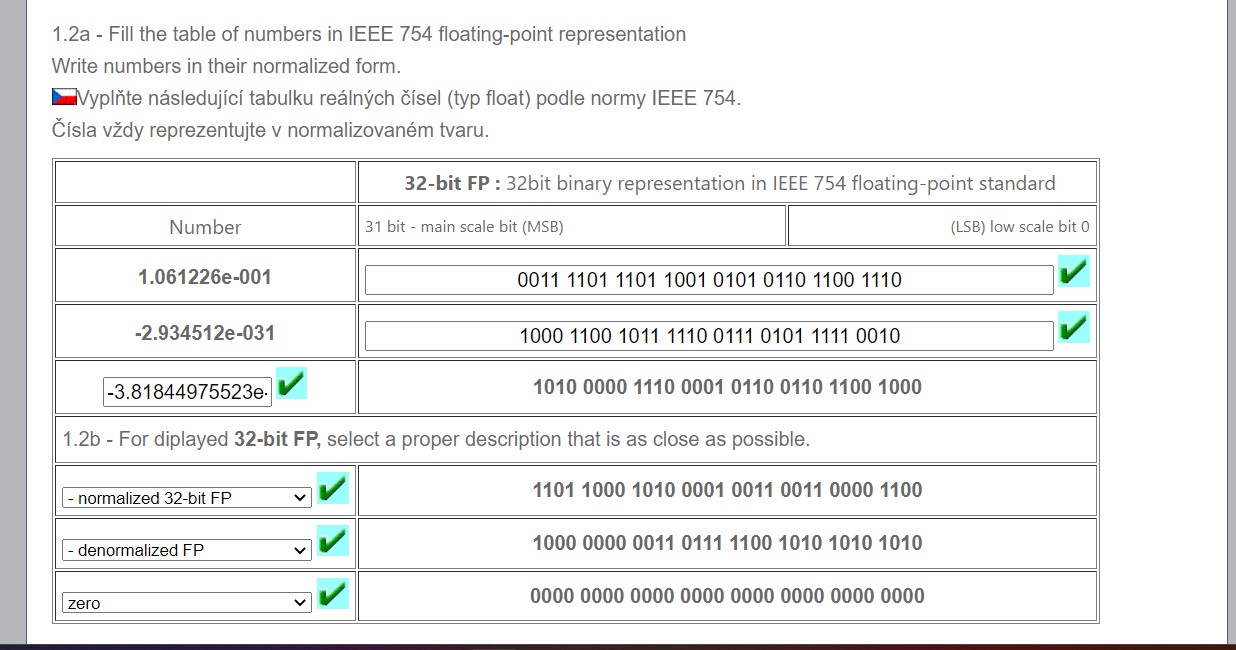 1.2a - Fill the table of numbers in IEEE 754 floating-point representation
Write numbers in their normalized form.
Vyplňte následující tabulku reálných čísel (typ float) podle normy IEEE 754.
Čísla vždy reprezentujte v normalizovaném tvaru.
32-bit FP : 32bit binary representation in IEEE 754 floating-point standard
Number 31 bit - main scale bit (MSB) (LSB) low scale bit 0
1.061226e-001 0011 1101 1101 1001 0101 0110 1100 1110
-2.934512e-031 1000 1100 1011 1110 0111 0101 1111 0010
-3.81844975523e- 1010 0000 1110 0001 0110 0110 1100 1000
1.2b - For diplayed 32-bit FP, select a proper description that is as close as possible.
- normalized 32-bit FP 1101 1000 1010 0001 0011 0011 0000 1100
- denormalized FP 1000 0000 0011 0111 1100 1010 1010 1010
zero 0000 0000 0000 0000 0000 0000 0000 0000